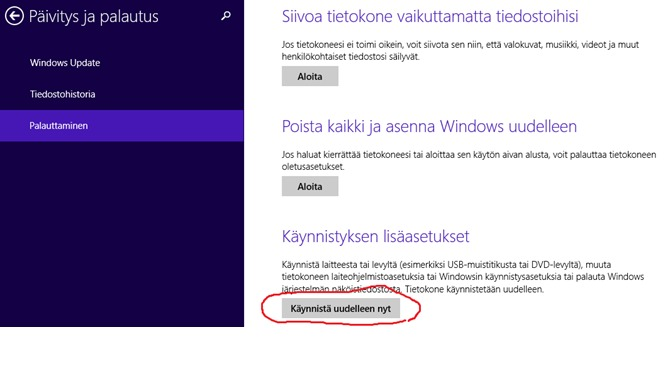 Päivitys ja palautus
Windows Update
Tiedostohistoria
Palauttaminen
Siivoa tietokone vaikuttamatta tiedostoihisi
Jos tietokoneesi ei toimi oikein, voit siivota sen niin, että valokuvat, musiikki, videot ja muut
henkilökohtaiset tiedostosi säilyvät.
Aloita
Poista kaikki ja asenna Windows uudelleen
Jos haluat kierrättää tietokoneesi tai aloittaa sen käytön aivan alusta, voit palauttaa tietokoneen
oletusasetukset.
Aloita
Käynnistyksen lisäasetukset
Käynnistä laitteesta tai levyltä (esimerkiksi USB-muistitikusta tai DVD-levyltä), muuta
tietokoneen laiteohjelmistoasetuksia tai Windowsin käynnistysasetuksia tai palauta Windows
järjestelmän näköistiedostosta. Tietokone käynnistetään uudelleen.
Käynnistä uudelleen nyt